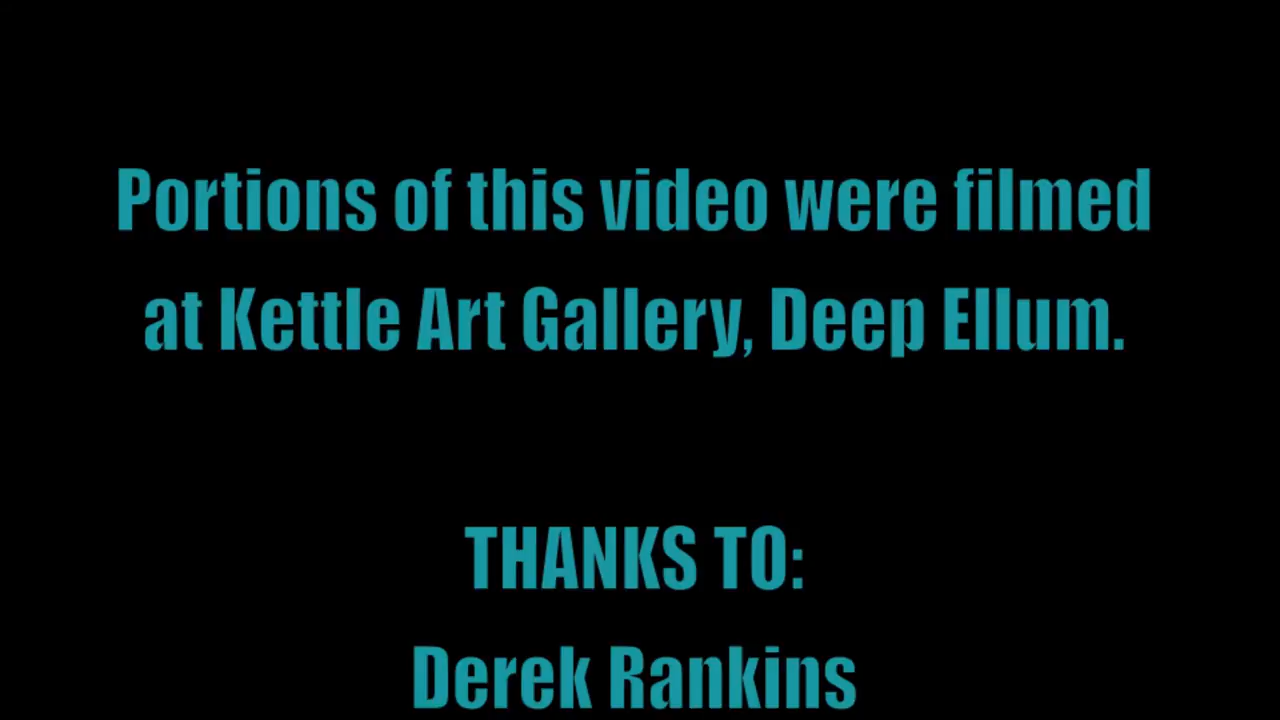 Portions of this video were filmed
at Kettle Art Gallery, Deep Ellum.
THANKS TO:
Derek Rankins